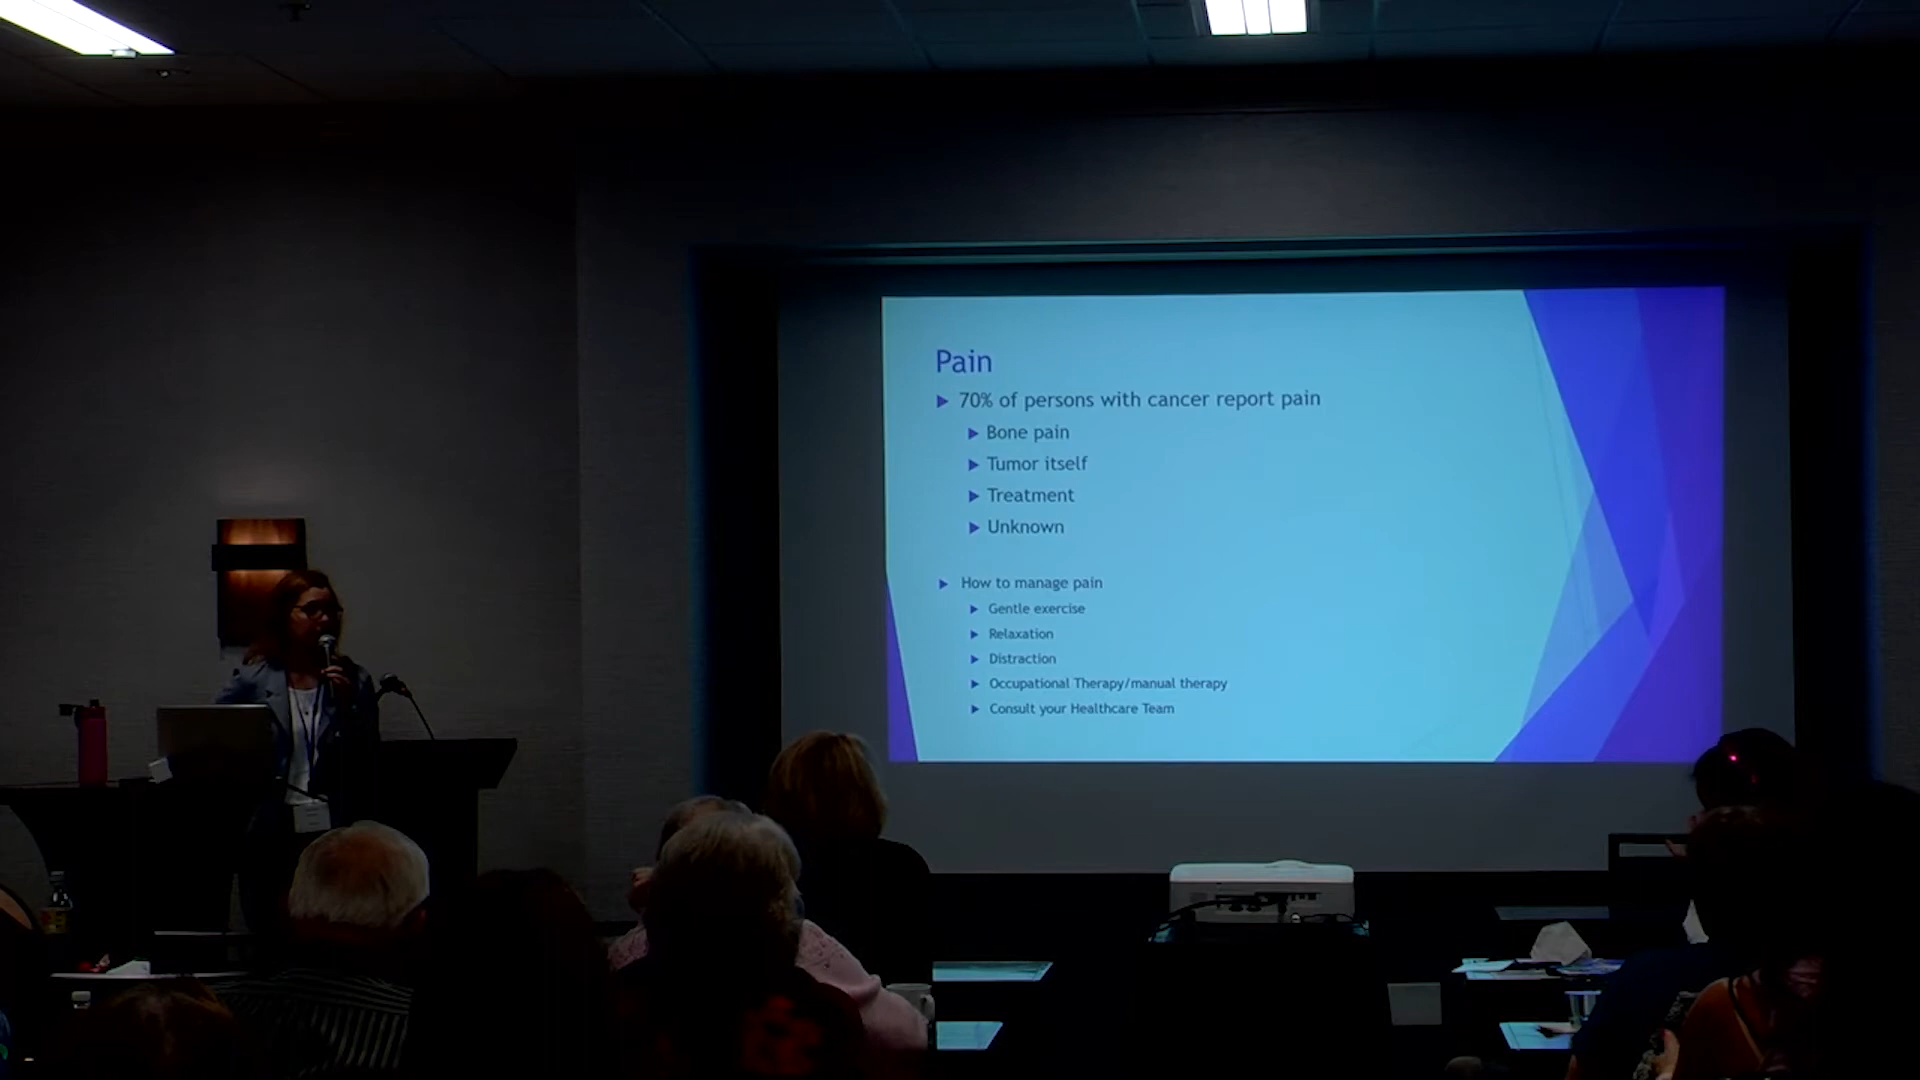 Pain
70% of persons with cancer report pain
Bone pain
Tumor itself
Treatment
Unknown
How to manage pain
Gentle exercise
Relaxation
Distraction
Occupational Therapy/manual therapy
Consult your Healthcare Team